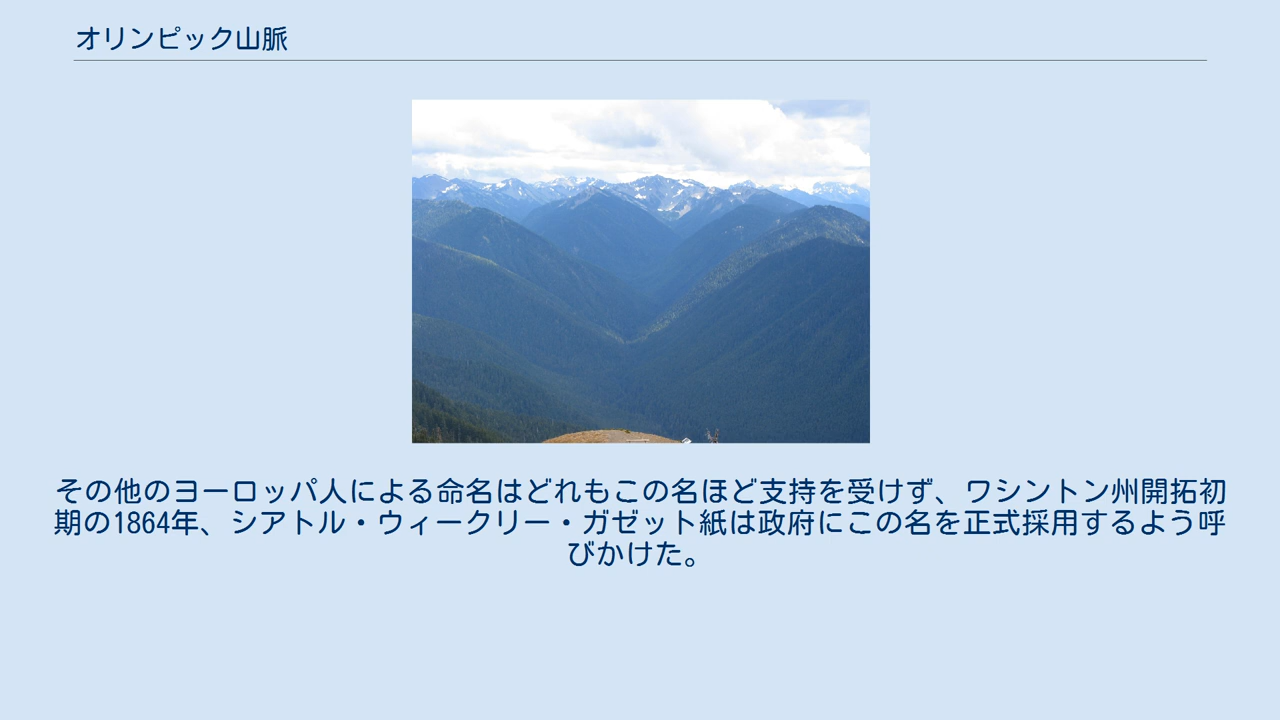 オリンピック山脈
その他のヨーロッパ人による命名はどれもこの名ほど支持を受けず、ワシントン州開拓初
期の1864年、シアトル・ウィークリー・ガゼット紙は政府にこの名を正式採用するよう呼
びかけた。